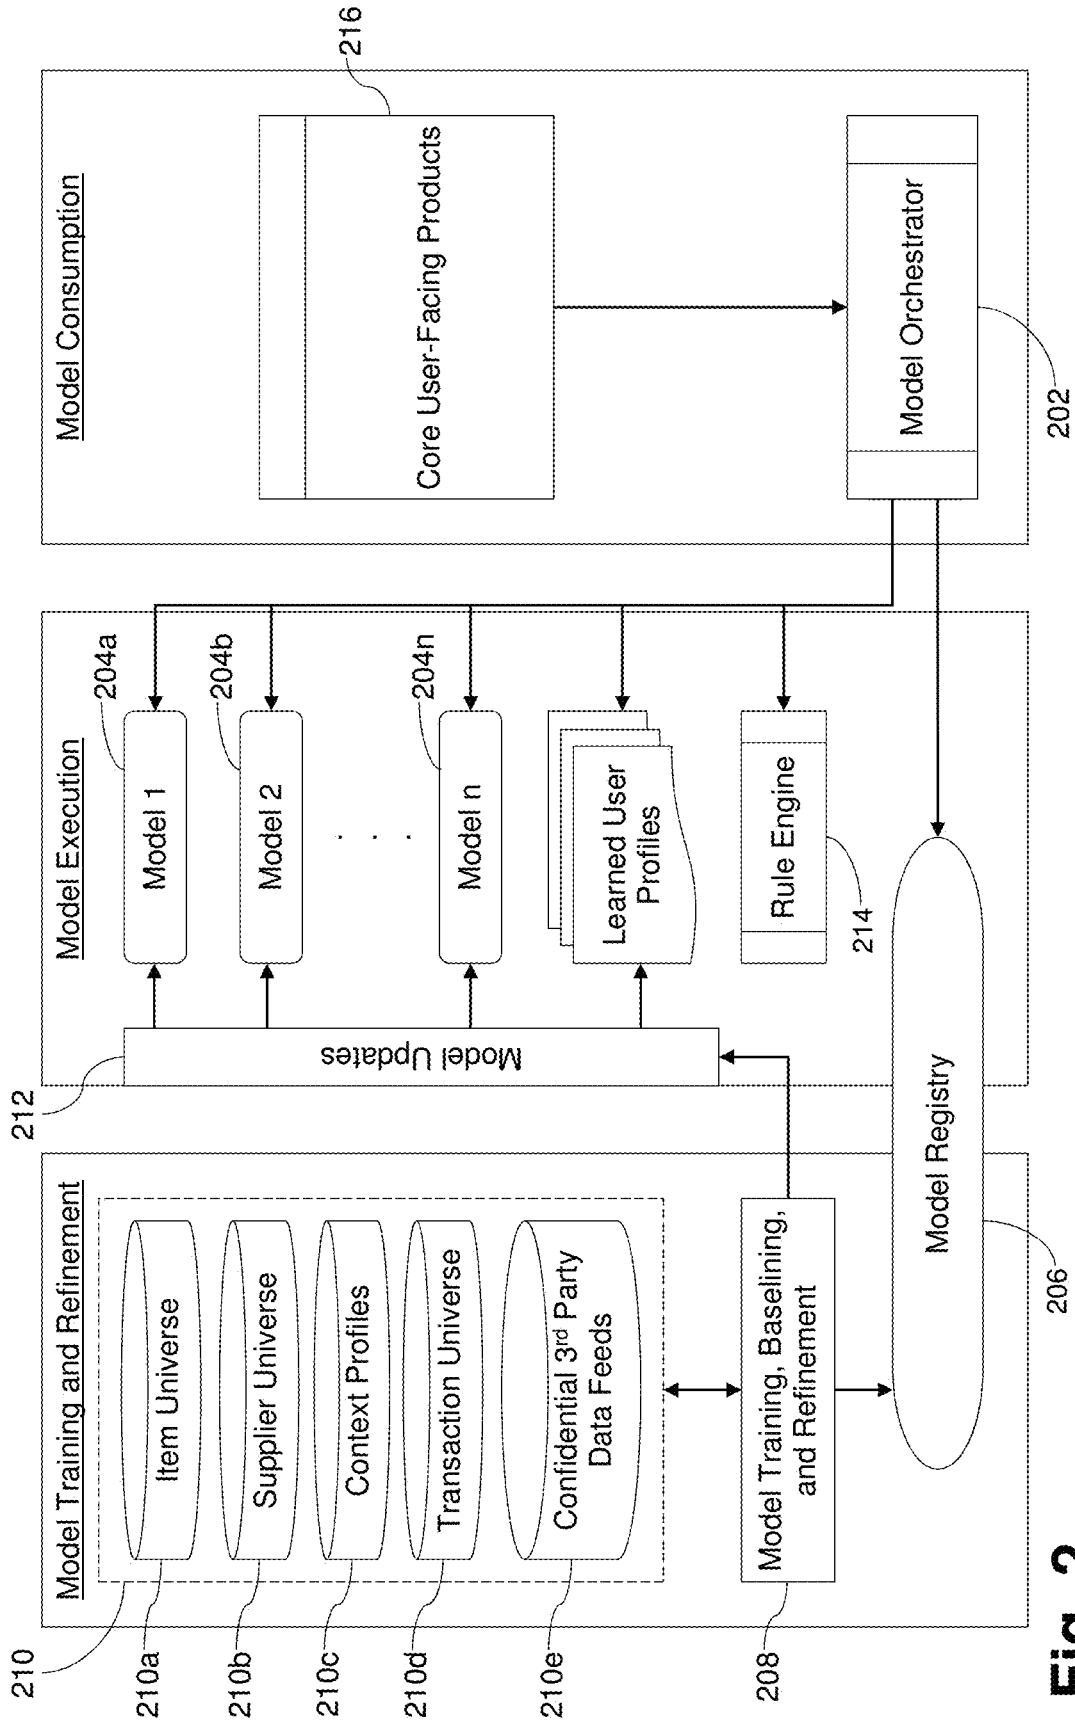 Model Training and Refinement
210
210a
Item Universe
210b
Supplier Universe
210c
Context Profiles
210d
Transaction Universe
210e
Confidential 3rd Party
Data Feeds
208
Model Training, Baselining,
and Refinement
206
Model Registry
Model Execution
212
Model Updates
204a
Model 1
204b
Model 2
. . .
204n
Model n
Learned User
Profiles
Rule Engine
214
Model Consumption
216
Core User-Facing Products
Model Orchestrator
202